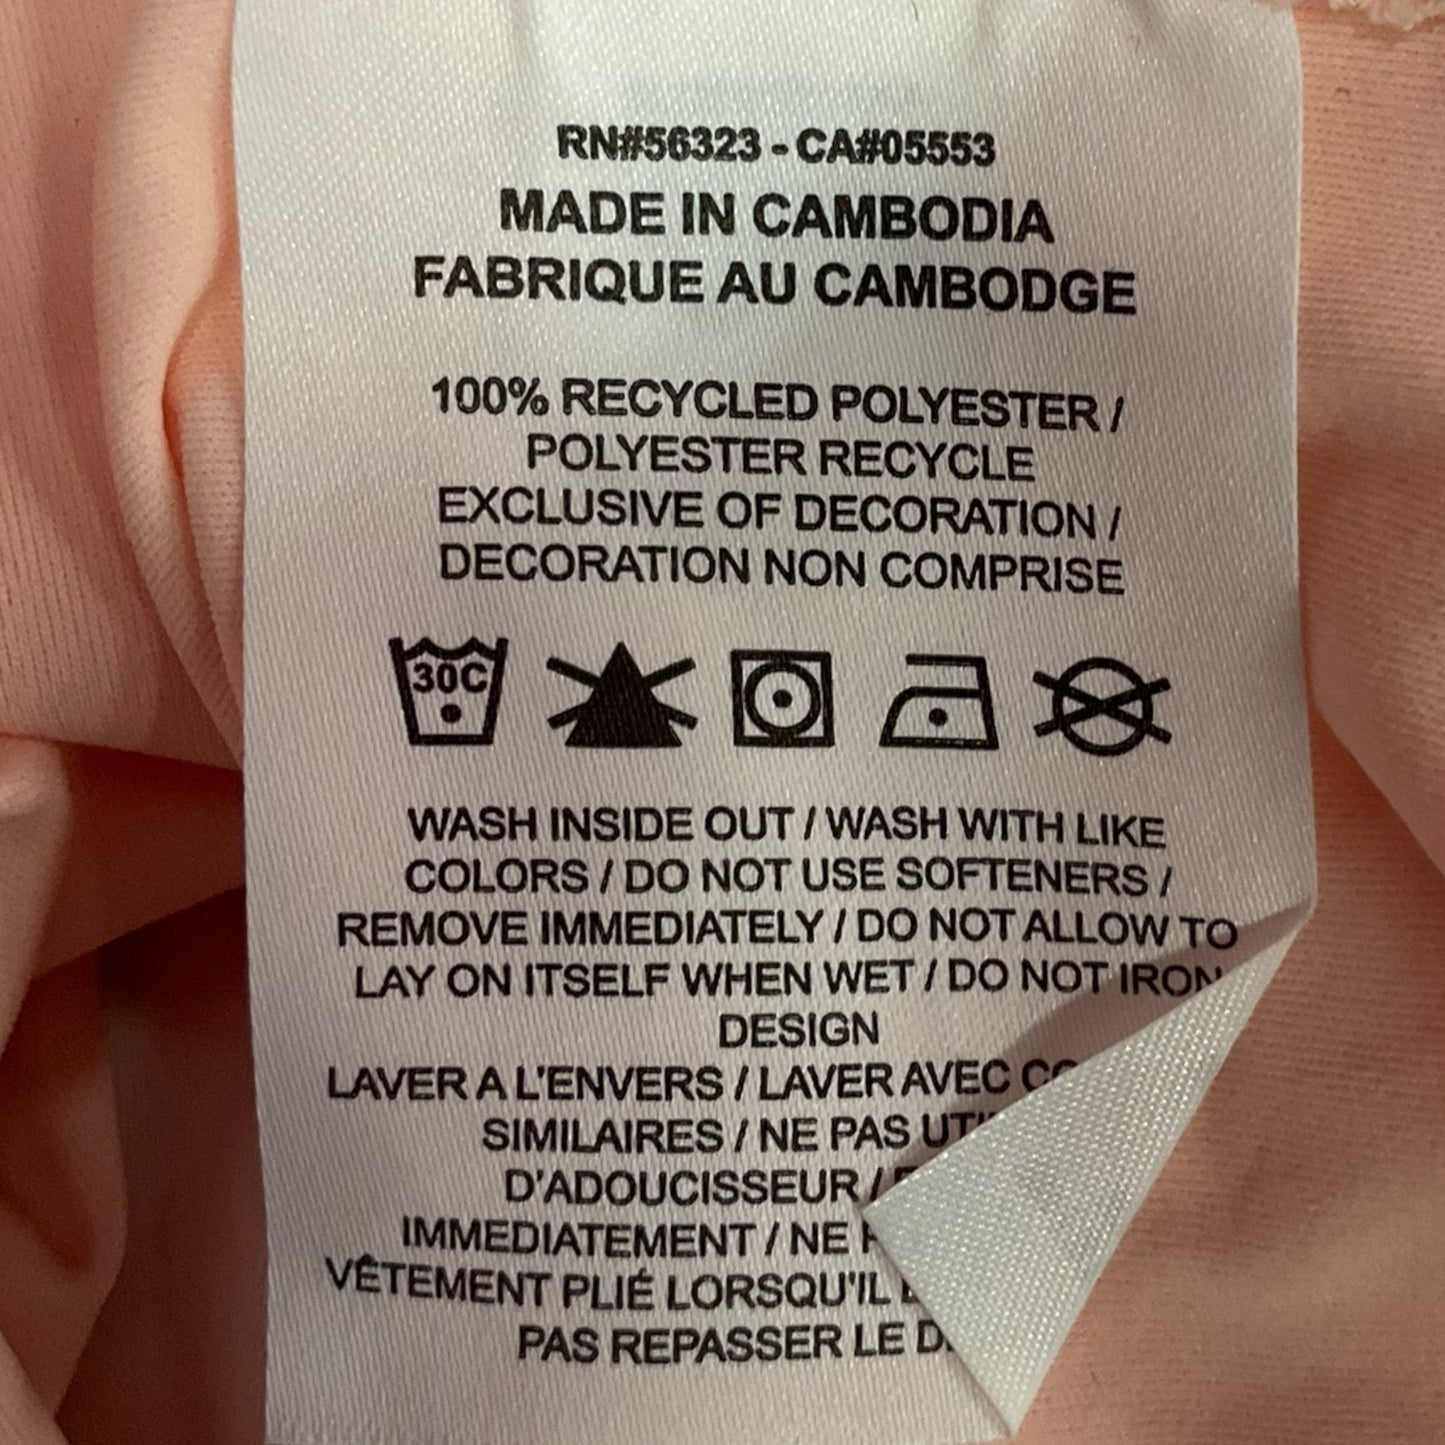 RN#56323 - CA#05553
MADE IN CAMBODIA
FABRIQUE AU CAMBODGE
100% RECYCLED POLYESTER /
POLYESTER RECYCLE
EXCLUSIVE OF DECORATION /
DECORATION NON COMPRISE
30C
WASH INSIDE OUT / WASH WITH LIKE
COLORS / DO NOT USE SOFTENERS /
REMOVE IMMEDIATELY / DO NOT ALLOW TO
LAY ON ITSELF WHEN WET / DO NOT IRON
DESIGN
LAVER A L'ENVERS / LAVER AVEC
SIMILAIRES / NE PAS
D'ADOUCISSEUR /
IMMEDIATEMENT / NE
VÊTEMENT PLIÉ LORSQU'IL
PAS REPASSER LE